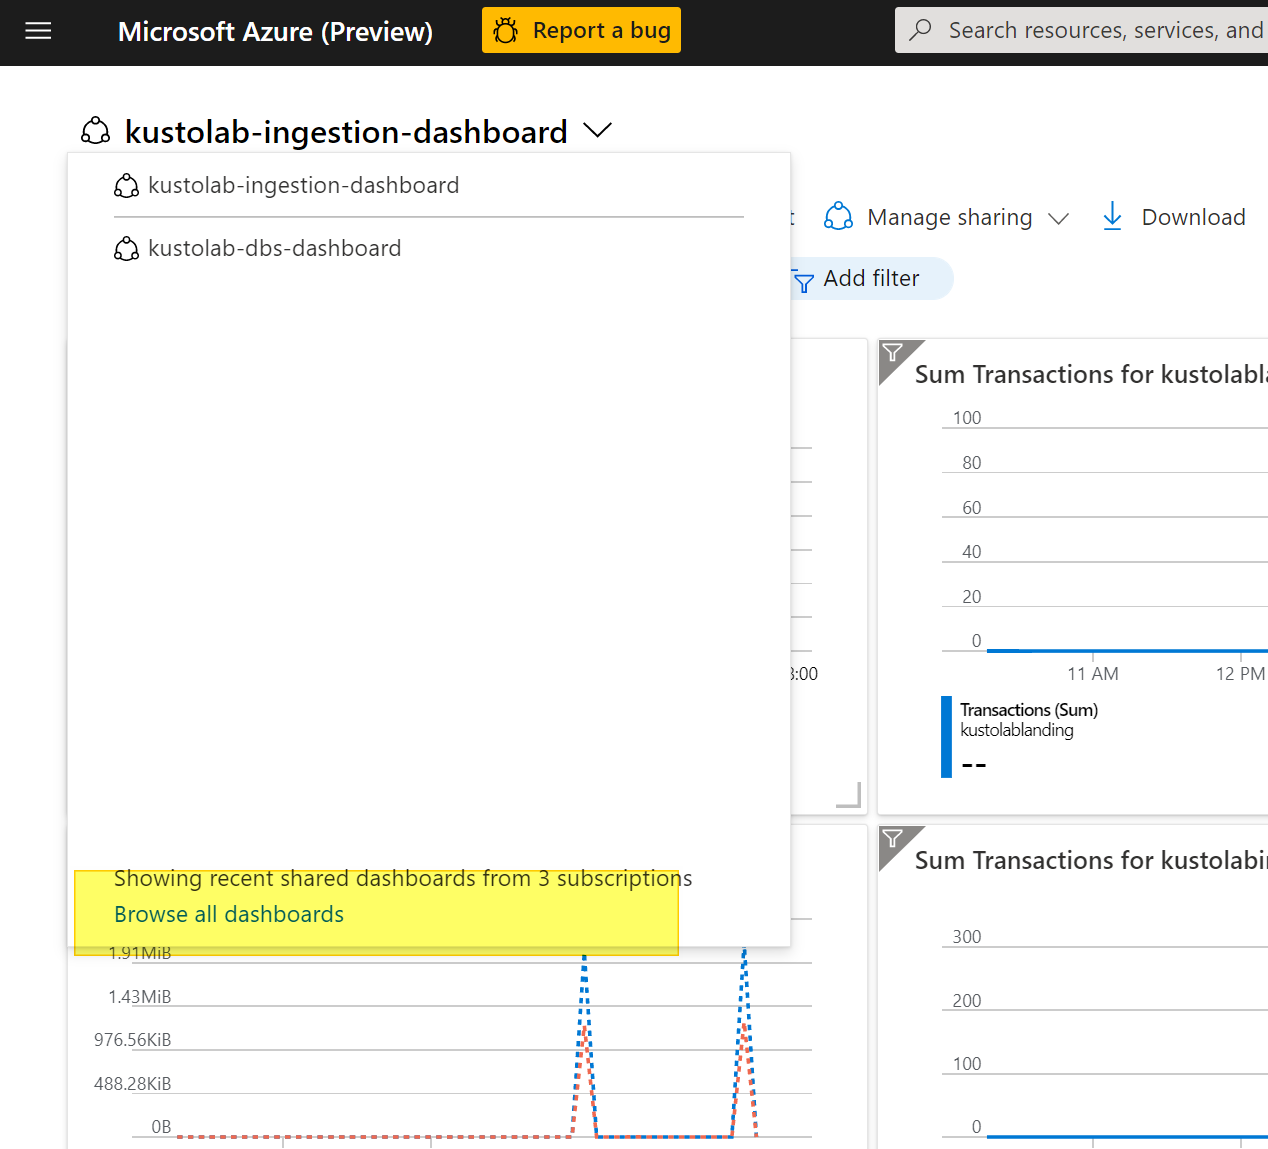 Microsoft Azure (Preview)
Report a bug
Search resources, services, and
kustolab-ingestion-dashboard
kustolab-ingestion-dashboard
kustolab-dbs-dashboard
t
Manage sharing
Download
Add filter
Sum Transactions for kustolabla
100
80
60
40
20
0
:00
11 AM
12 PM
Transactions (Sum)
kustolablanding
--
Showing recent shared dashboards from 3 subscriptions
Browse all dashboards
1.91MiB
1.43MiB
976.56KiB
488.28KiB
0B
Sum Transactions for kustolabin
300
200
100
0